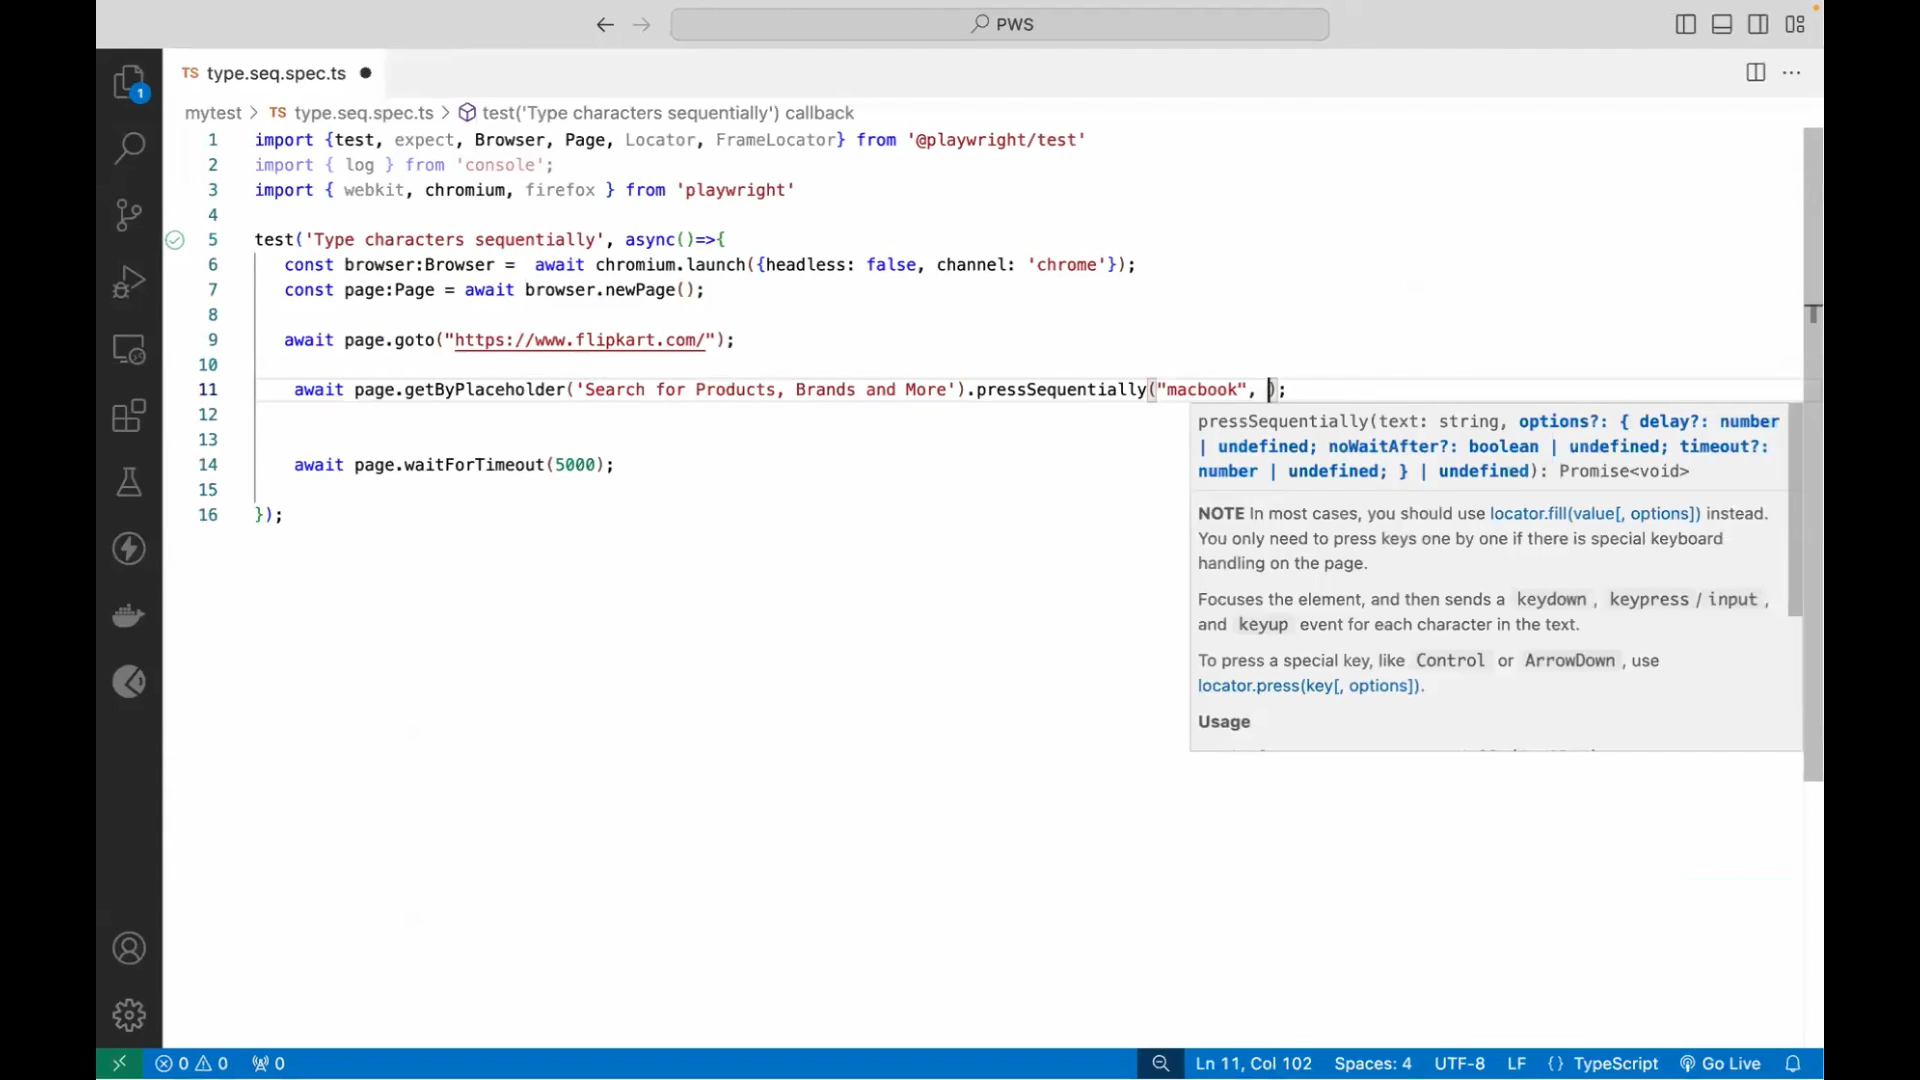 PWS
TS type.seq.spec.ts
1
mytest > TS type.seq.spec.ts > test('Type characters sequentially') callback
1 import {test, expect, Browser, Page, Locator, FrameLocator} from '@playwright/test'
2 import { log } from 'console';
3 import { webkit, chromium, firefox } from 'playwright'
4
5 test('Type characters sequentially', async()=>{
6 const browser:Browser = await chromium.launch({headless: false, channel: 'chrome'});
7 const page:Page = await browser.newPage();
8
9 await page.goto("https://www.flipkart.com/");
10
11 await page.getByPlaceholder('Search for Products, Brands and More').pressSequentially("macbook", );
12
13
14 await page.waitForTimeout(5000);
15
16 });
pressSequentially(text: string, options?: { delay?: number
| undefined; noWaitAfter?: boolean | undefined; timeout?:
number | undefined; } | undefined): Promise<void>
NOTE In most cases, you should use locator.fill(value[, options]) instead.
You only need to press keys one by one if there is special keyboard
handling on the page.
Focuses the element, and then sends a keydown , keypress / input ,
and keyup event for each character in the text.
To press a special key, like Control or ArrowDown , use
locator.press(key[, options]).
Usage
0 0 0 Ln 11, Col 102 Spaces: 4 UTF-8 LF {} TypeScript Go Live